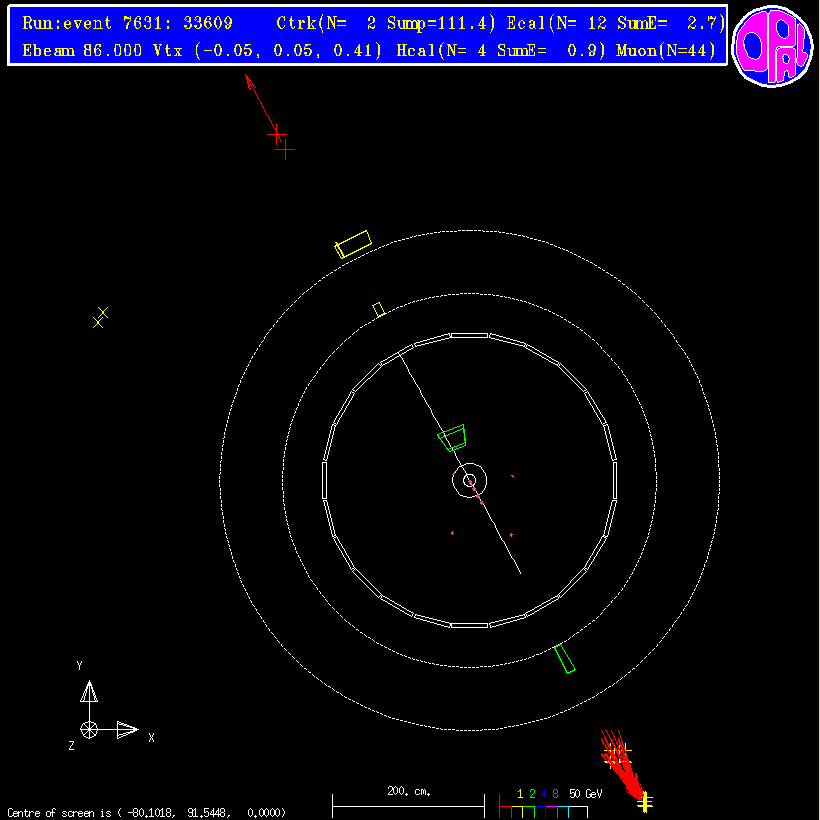 Run:event 7631: 33609 Ctrk(N= 2 Sump=111.4) Ecal(N= 12 SumE= 2.7)
Ebeam 86.000 Vtx (-0.05, 0.05, 0.41) Hcal(N= 4 SumE= 0.9) Muon(N=44)
OPAL
Y
X
Z
200. cm.
1 2 4 8 50 GeV
Centre of screen is ( -80.1018, 91.5448, 0.0000)